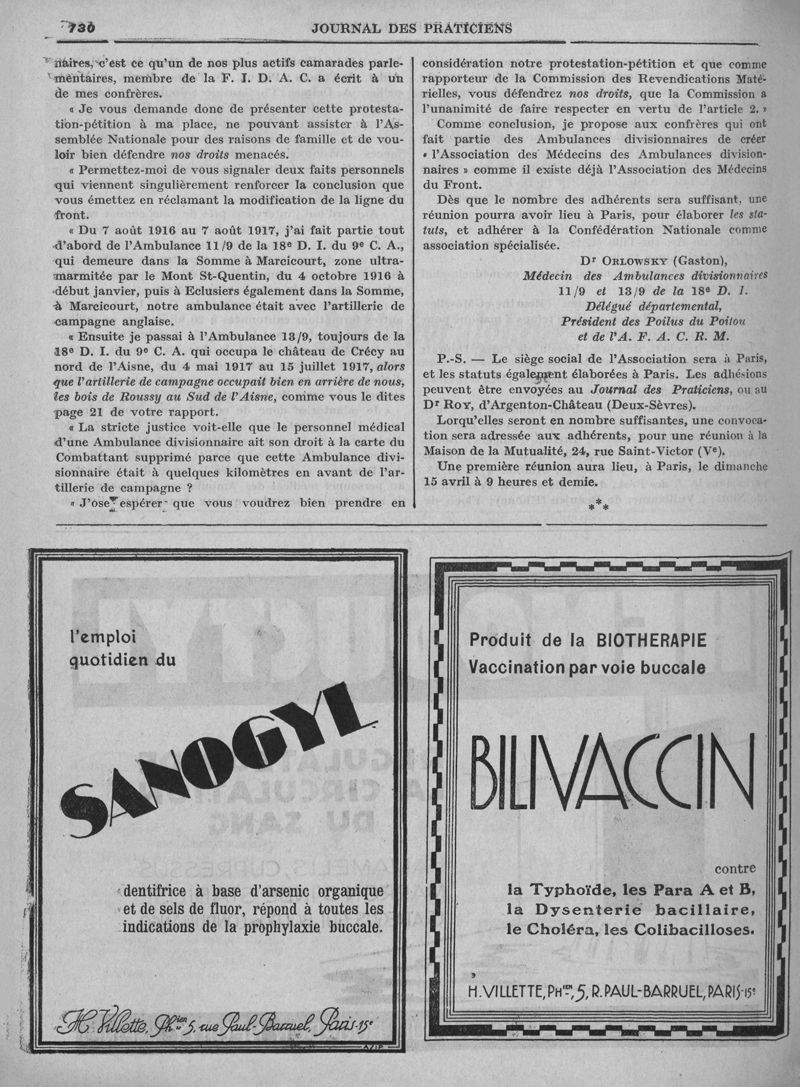 730
JOURNAL DES PRATICIENS
naires, c'est ce qu'un de nos plus actifs camarades parle-
mentaires, membre de la F. I. D. A. C. a écrit à un
de mes confrères.
« Je vous demande donc de présenter cette protesta-
tion-pétition à ma place, ne pouvant assister à l'As-
semblée Nationale pour des raisons de famille et de vou-
loir bien défendre nos droits menacés.
« Permettez-moi de vous signaler deux faits personnels
qui viennent singulièrement renforcer la conclusion que
vous émettez en réclamant la modification de la ligne du
front.
« Du 7 août 1916 au 7 août 1917, j'ai fait partie tout
d'abord de l'Ambulance 11/9 de la 18e D. I. du 9e C. A.,
qui demeure dans la Somme à Marcicourt, zone ultra-
marmitée par le Mont St-Quentin, du 4 octobre 1916 à
début janvier, puis à Eclusiers également dans la Somme,
à Marcicourt, notre ambulance était avec l'artillerie de
campagne anglaise.
« Ensuite je passai à l'Ambulance 13/9, toujours de la
18e D. I. du 9e C. A. qui occupa le château de Crécy au
nord de l'Aisne, du 4 mai 1917 au 15 juillet 1917, alors
que l'artillerie de campagne occupait bien en arrière de nous,
les bois de Roussy au Sud de l'Aisne, comme vous le dites
page 21 de votre rapport.
« La stricte justice voit-elle que le personnel médical
d'une Ambulance divisionnaire ait son droit à la carte du
Combattant supprimé parce que cette Ambulance divi-
sionnaire était à quelques kilomètres en avant de l'ar-
tillerie de campagne ?
« J'ose espérer que vous voudrez bien prendre en
considération notre protestation-pétition et que comme
rapporteur de la Commission des Revendications Maté-
rielles, vous défendrez nos droits, que la Commission a
l'unanimité de faire respecter en vertu de l'article 2. »
Comme conclusion, je propose aux confrères qui ont
fait partie des Ambulances divisionnaires de créer
« l'Association des Médecins des Ambulances division-
naires » comme il existe déjà l'Association des Médecins
du Front.
Dès que le nombre des adhérents sera suffisant, une
réunion pourra avoir lieu à Paris, pour élaborer les sta-
tuts, et adhérer à la Confédération Nationale comme
association spécialisée.
Dr ORLOWSKY (Gaston),
Médecin des Ambulances divisionnaires
11/9 et 13/9 de la 18e D. I.
Délégué départemental,
Président des Poilus du Poitou
et de l'A. F. A. C. R. M.
P.-S. — Le siège social de l'Association sera à Paris,
et les statuts également élaborées à Paris. Les adhésions
peuvent être envoyées au Journal des Praticiens, ou au
Dr ROY, d'Argenton-Château (Deux-Sèvres).
Lorqu'elles seront en nombre suffisantes, une convoca-
tion sera adressée aux adhérents, pour une réunion à la
Maison de la Mutualité, 24, rue Saint-Victor (Ve).
Une première réunion aura lieu, à Paris, le dimanche
15 avril à 9 heures et demie.
***
l'emploi
quotidien du
SANOGYL
dentifrice à base d'arsenic organique
et de sels de fluor, répond à toutes les
indications de la prophylaxie buccale.
H. Villette, Phien 5, rue Paul-Barruel, Paris-15e
Produit de la BIOTHERAPIE
Vaccination par voie buccale
BILIVACCIN
contre
la Typhoïde, les Para A et B,
la Dysenterie bacillaire,
le Choléra, les Colibacilloses.
H. VILLETTE, PHien, 5, R. PAUL-BARRUEL, PARIS-15e